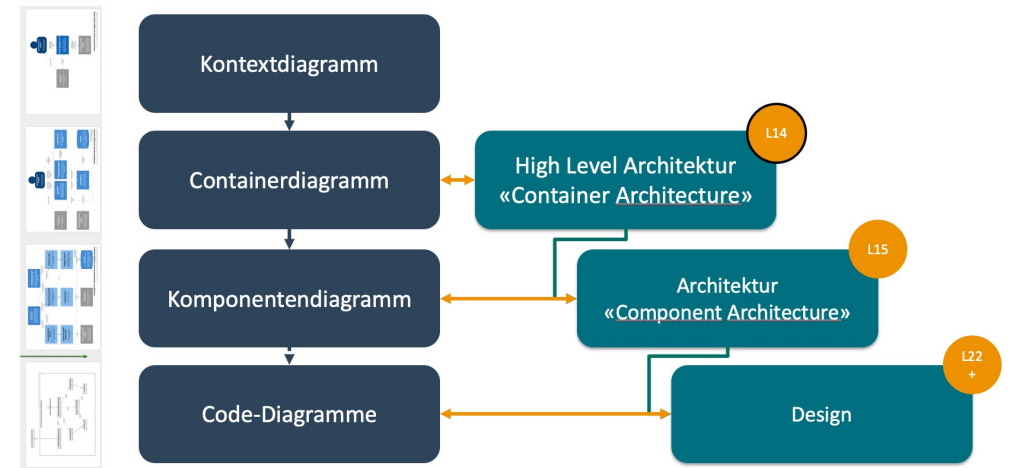 Kontextdiagramm
L14
Containerdiagramm
High Level Architektur
«Container Architecture»
L15
Komponentendiagramm
Architektur
«Component Architecture»
L22
+
Code-Diagramme
Design